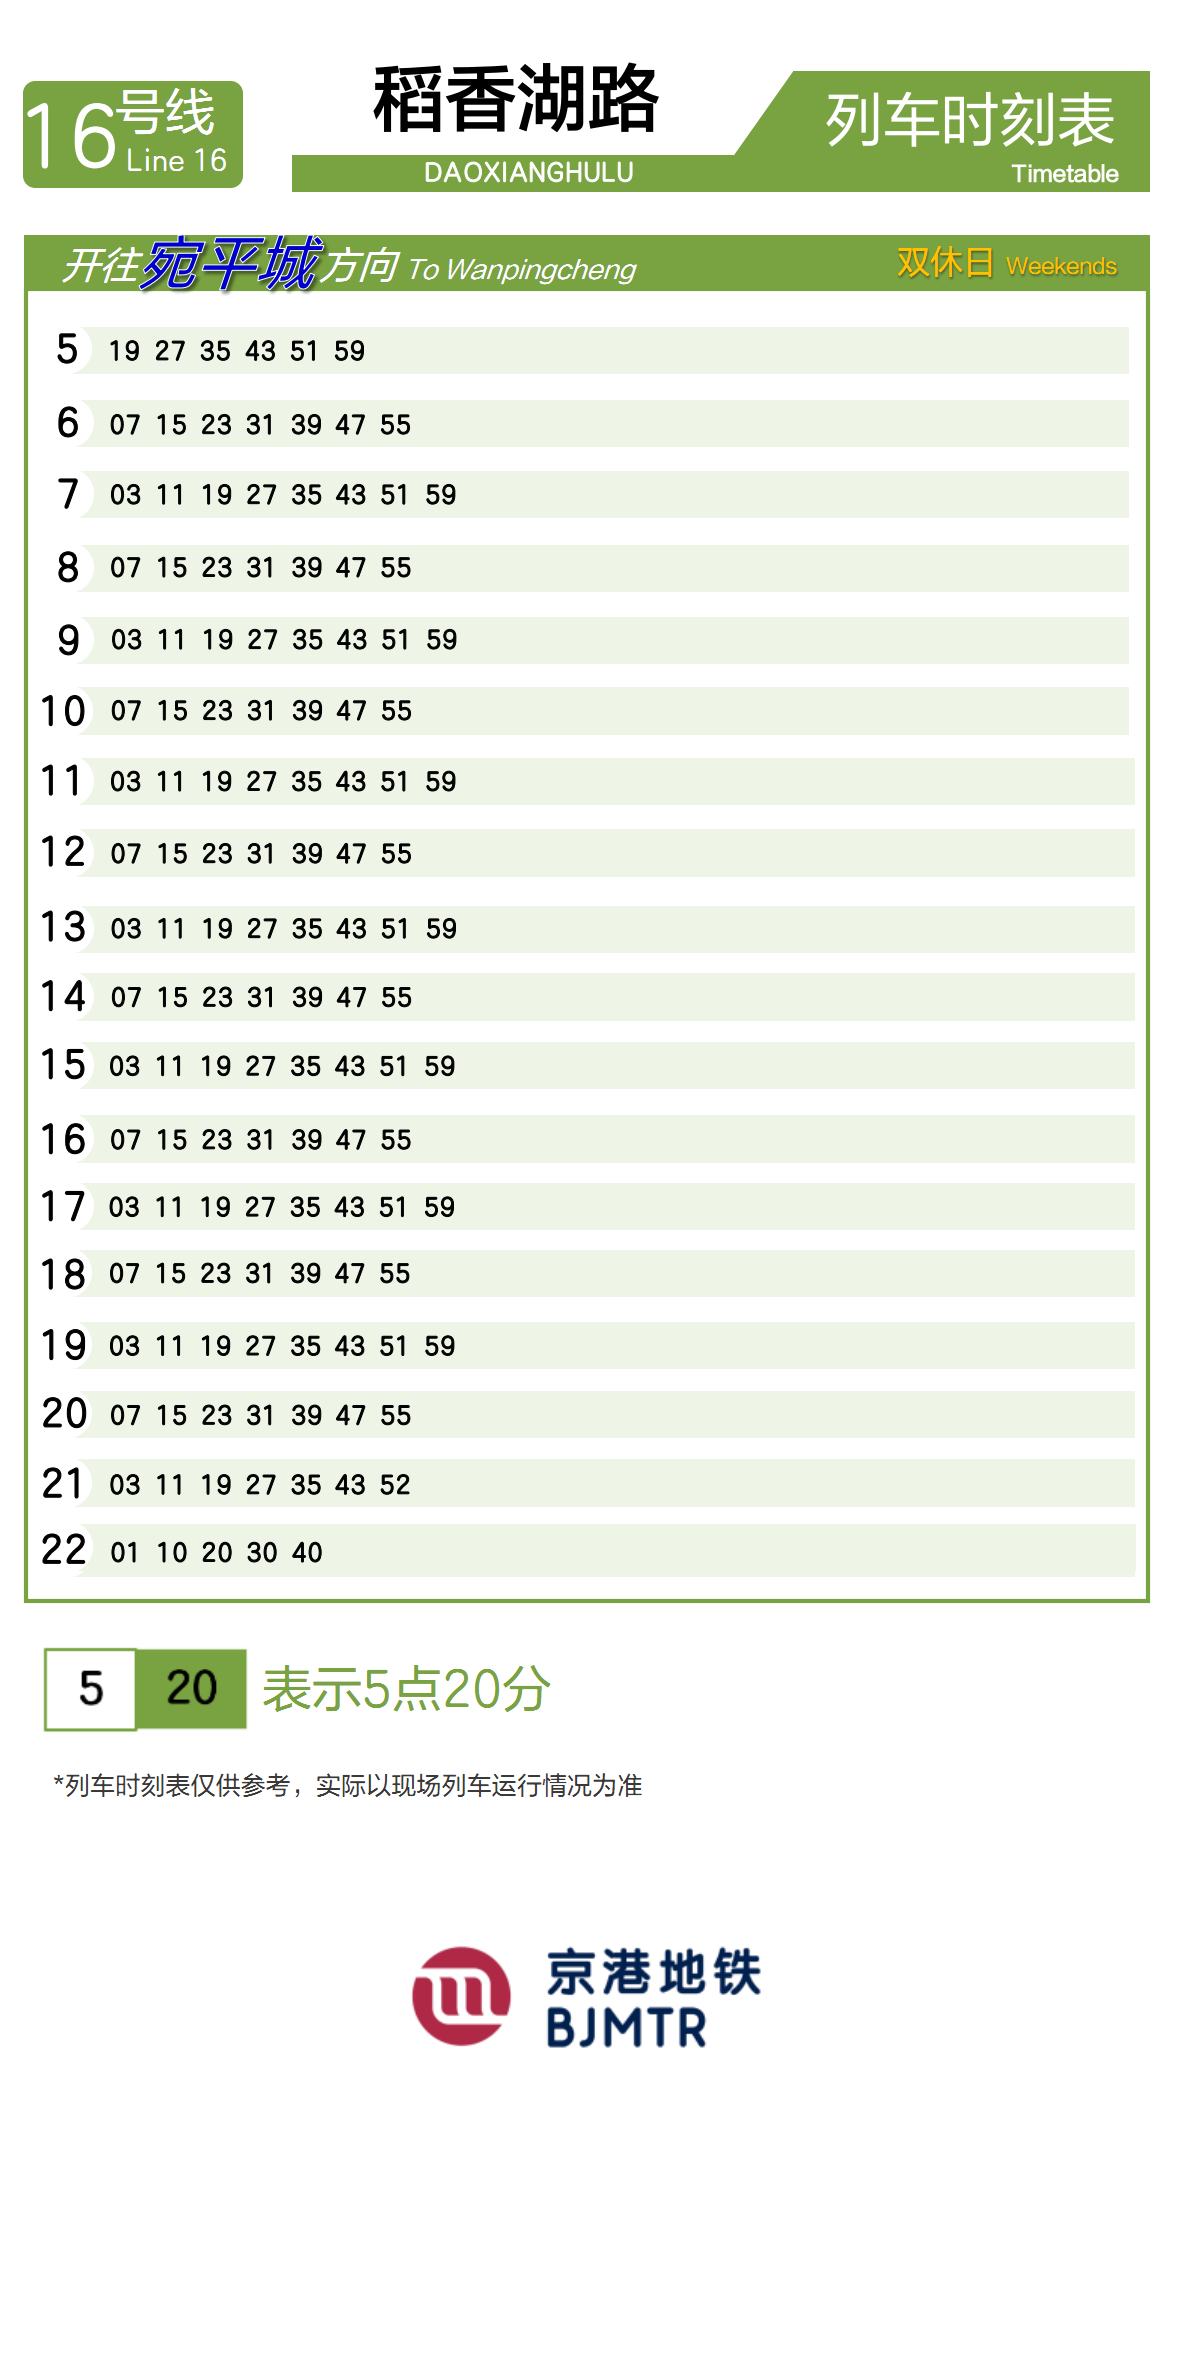 16号线
Line 16
稻香湖路
DAOXIANGHULU
列车时刻表
Timetable
开往宛平城方向 To Wanpingcheng
双休日 Weekends
5 19 27 35 43 51 59
6 07 15 23 31 39 47 55
7 03 11 19 27 35 43 51 59
8 07 15 23 31 39 47 55
9 03 11 19 27 35 43 51 59
10 07 15 23 31 39 47 55
11 03 11 19 27 35 43 51 59
12 07 15 23 31 39 47 55
13 03 11 19 27 35 43 51 59
14 07 15 23 31 39 47 55
15 03 11 19 27 35 43 51 59
16 07 15 23 31 39 47 55
17 03 11 19 27 35 43 51 59
18 07 15 23 31 39 47 55
19 03 11 19 27 35 43 51 59
20 07 15 23 31 39 47 55
21 03 11 19 27 35 43 52
22 01 10 20 30 40
5 20 表示5点20分
*列车时刻表仅供参考，实际以现场列车运行情况为准
京港地铁
BJMTR